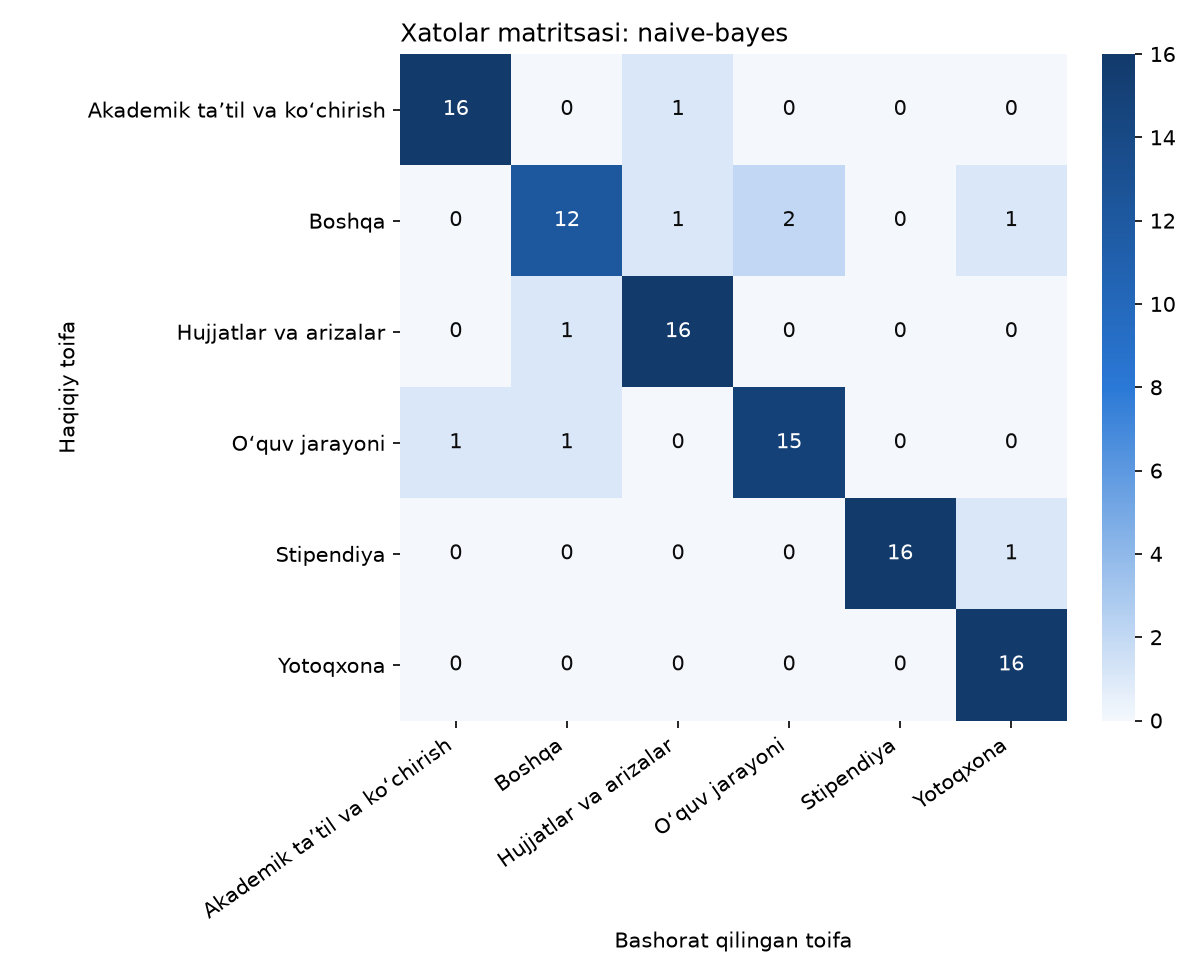 Xatolar matritsasi: naive-bayes
Haqiqiy toifa
Akademik ta’til va ko‘chirish 16 0 1 0 0 0
Boshqa 0 12 1 2 0 1
Hujjatlar va arizalar 0 1 16 0 0 0
O‘quv jarayoni 1 1 0 15 0 0
Stipendiya 0 0 0 0 16 1
Yotoqxona 0 0 0 0 0 16
Akademik ta’til va ko‘chirish
Boshqa
Hujjatlar va arizalar
O‘quv jarayoni
Stipendiya
Yotoqxona
Bashorat qilingan toifa
16
14
12
10
8
6
4
2
0